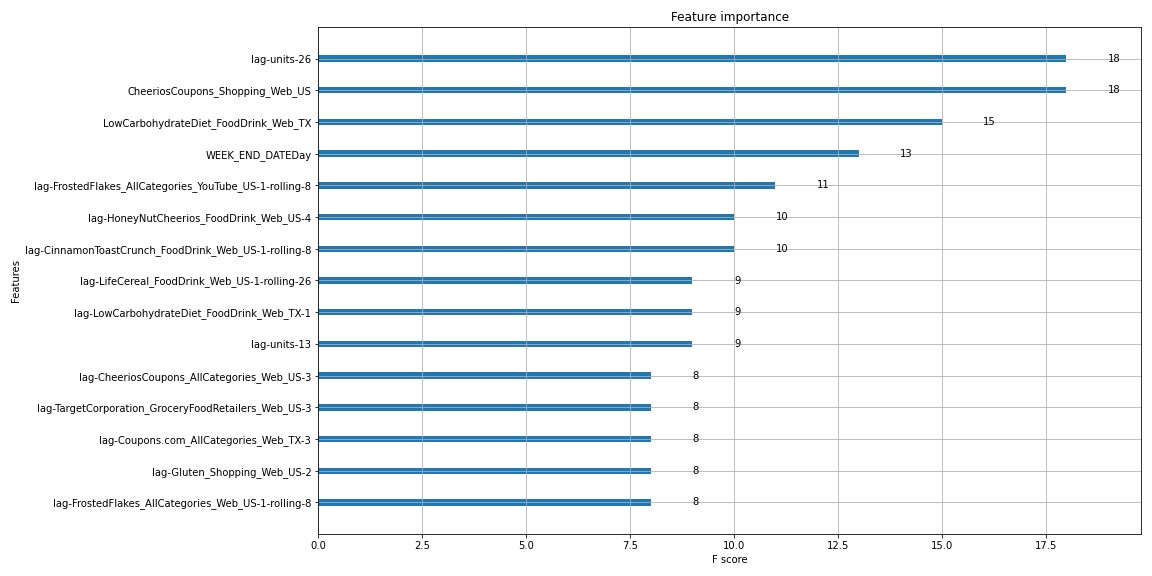 Feature importance
lag-units-26 18
CheeriosCoupons_Shopping_Web_US 18
LowCarbohydrateDiet_FoodDrink_Web_TX 15
WEEK_END_DATEDay 13
lag-FrostedFlakes_AllCategories_YouTube_US-1-rolling-8 11
lag-HoneyNutCheerios_FoodDrink_Web_US-4 10
lag-CinnamonToastCrunch_FoodDrink_Web_US-1-rolling-8 10
lag-LifeCereal_FoodDrink_Web_US-1-rolling-26 9
lag-LowCarbohydrateDiet_FoodDrink_Web_TX-1 9
lag-units-13 9
lag-CheeriosCoupons_AllCategories_Web_US-3 8
lag-TargetCorporation_GroceryFoodRetailers_Web_US-3 8
lag-Coupons.com_AllCategories_Web_TX-3 8
lag-Gluten_Shopping_Web_US-2 8
lag-FrostedFlakes_AllCategories_Web_US-1-rolling-8 8
Features
0.0 2.5 5.0 7.5 10.0 12.5 15.0 17.5
F score